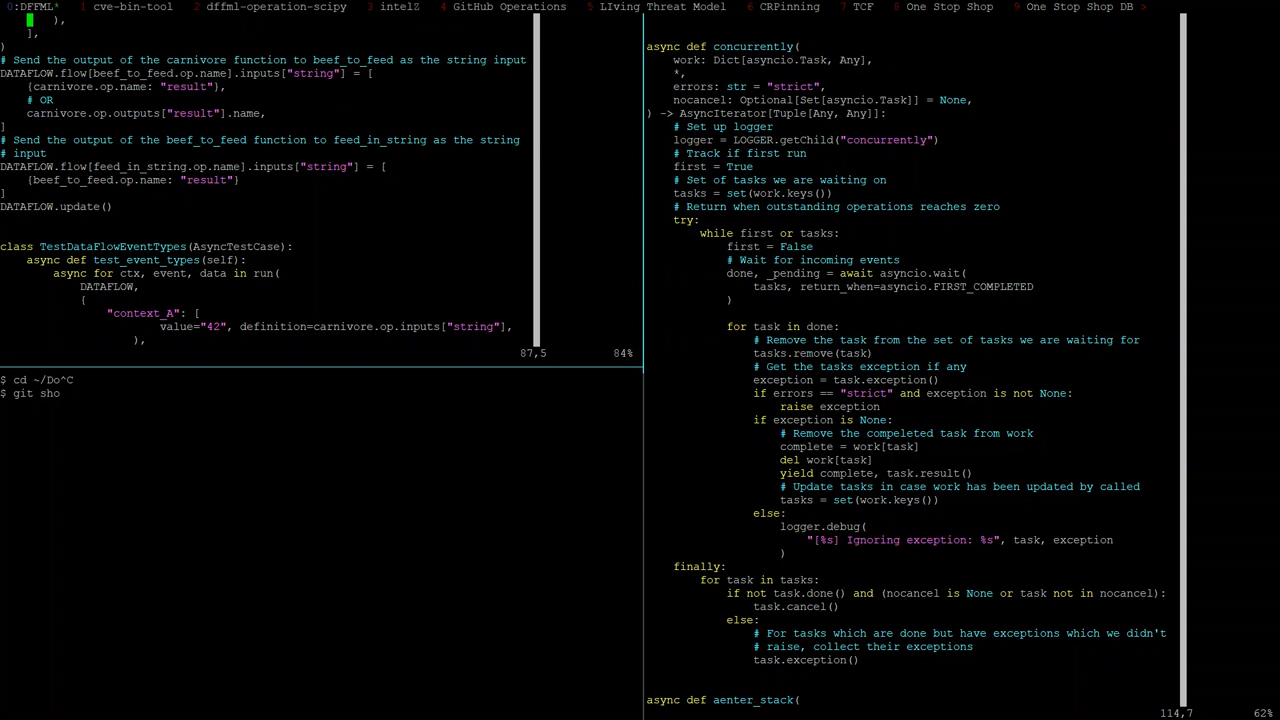 0:DFFML* 1 cve-bin-tool 2 dffml-operation-scipy 3 intelZ 4 GitHub Operations 5 LIving Threat Model 6 CRPinning 7 TCF 8 One Stop Shop 9 One Stop Shop DB >
),
],
)
# Send the output of the carnivore function to beef_to_feed as the string input
DATAFLOW.flow[beef_to_feed.op.name].inputs["string"] = [
{carnivore.op.name: "result"},
# OR
carnivore.op.outputs["result"].name,
]
# Send the output of the beef_to_feed function to feed_in_string as the string
# input
DATAFLOW.flow[feed_in_string.op.name].inputs["string"] = [
{beef_to_feed.op.name: "result"}
]
DATAFLOW.update()
class TestDataFlowEventTypes(AsyncTestCase):
async def test_event_types(self):
async for ctx, event, data in run(
DATAFLOW,
{
"context_A": [
value="42", definition=carnivore.op.inputs["string"],
),
87,5 84%
$ cd ~/Do^C
$ git sho
async def concurrently(
work: Dict[asyncio.Task, Any],
*,
errors: str = "strict",
nocancel: Optional[Set[asyncio.Task]] = None,
) -> AsyncIterator[Tuple[Any, Any]]:
# Set up logger
logger = LOGGER.getChild("concurrently")
# Track if first run
first = True
# Set of tasks we are waiting on
tasks = set(work.keys())
# Return when outstanding operations reaches zero
try:
while first or tasks:
first = False
# Wait for incoming events
done, _pending = await asyncio.wait(
tasks, return_when=asyncio.FIRST_COMPLETED
)
for task in done:
# Remove the task from the set of tasks we are waiting for
tasks.remove(task)
# Get the tasks exception if any
exception = task.exception()
if errors == "strict" and exception is not None:
raise exception
if exception is None:
# Remove the compeleted task from work
complete = work[task]
del work[task]
yield complete, task.result()
# Update tasks in case work has been updated by called
tasks = set(work.keys())
else:
logger.debug(
"[%s] Ignoring exception: %s", task, exception
)
finally:
for task in tasks:
if not task.done() and (nocancel is None or task not in nocancel):
task.cancel()
else:
# For tasks which are done but have exceptions which we didn't
# raise, collect their exceptions
task.exception()
async def aenter_stack(
114,7 62%